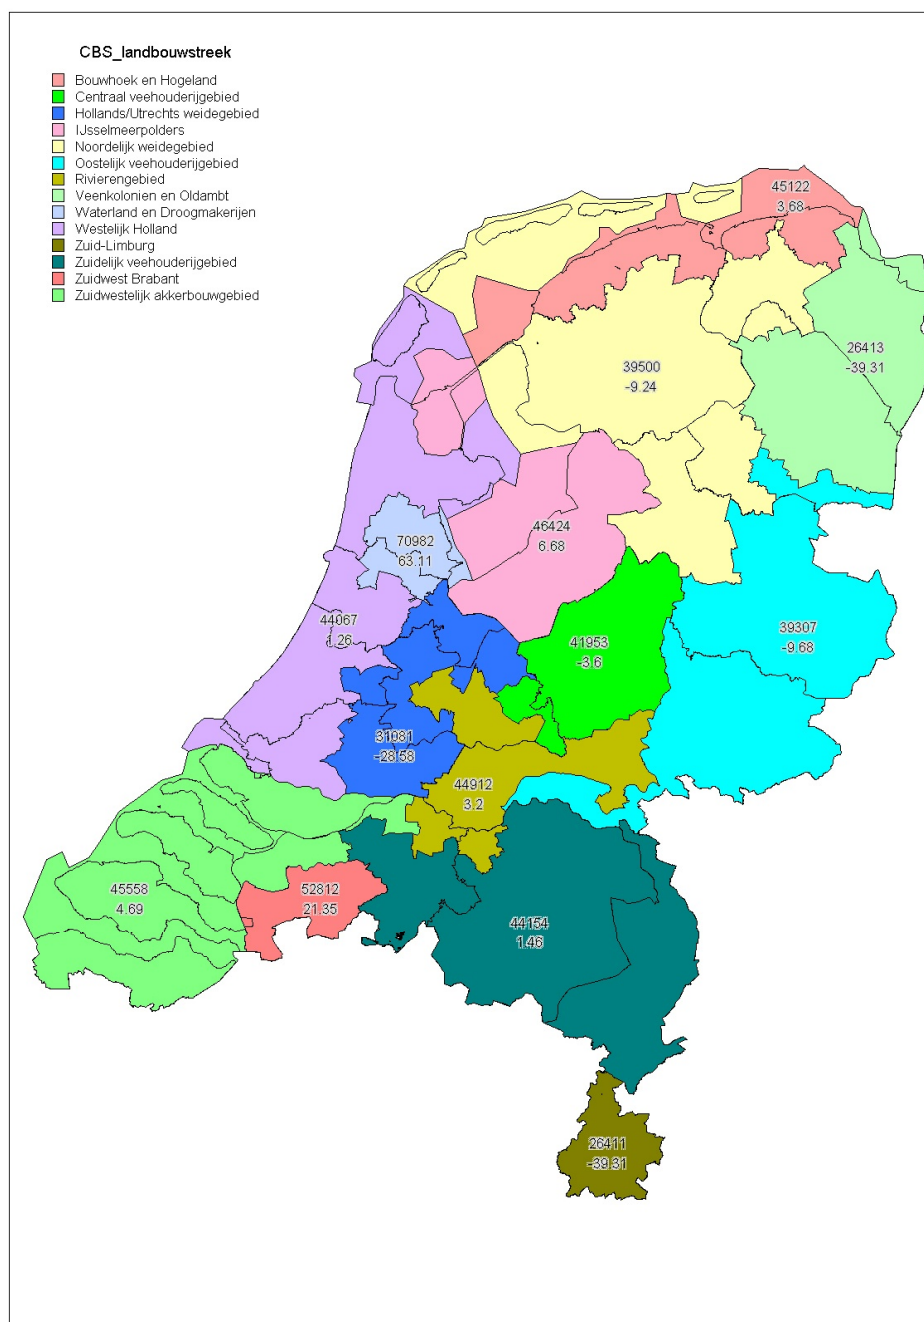 CBS_landbouwstreek
Bouwhoek en Hogeland
Centraal veehouderijgebied
Hollands/Utrechts weidegebied
IJsselmeerpolders
Noordelijk weidegebied
Oostelijk veehouderijgebied
Rivierengebied
Veenkolonien en Oldambt
Waterland en Droogmakerijen
Westelijk Holland
Zuid-Limburg
Zuidelijk veehouderijgebied
Zuidwest Brabant
Zuidwestelijk akkerbouwgebied
45122
3.68
26413
-39.31
39500
-9.24
46424
6.68
70982
63.11
44067
1.26
41953
-3.6
39307
-9.68
31081
-28.58
44912
3.2
45558
4.69
52812
21.35
44154
1.46
26411
-39.31